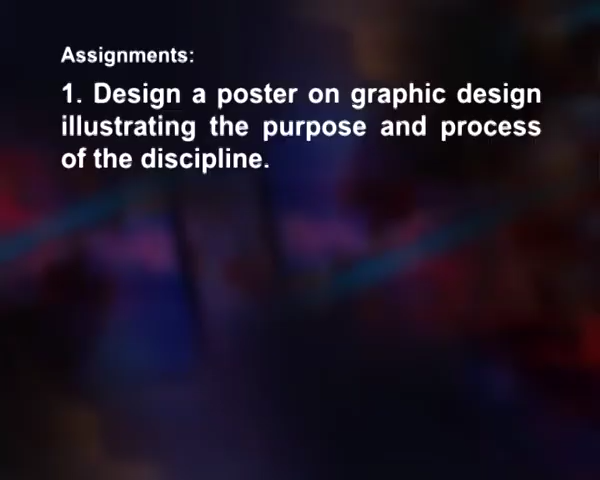 Assignments:
1. Design a poster on graphic design
illustrating the purpose and process
of the discipline.